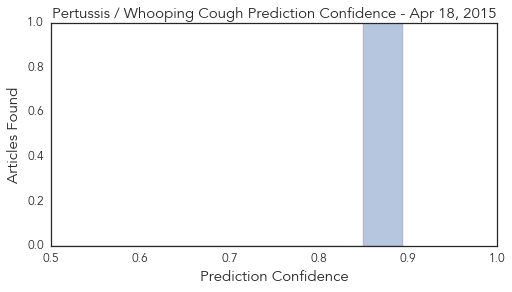 Pertussis / Whooping Cough Prediction Confidence - Apr 18, 2015
1.0
0.8
0.6
0.4
0.2
0.0
Articles Found
0.5 0.6 0.7 0.8 0.9 1.0
Prediction Confidence